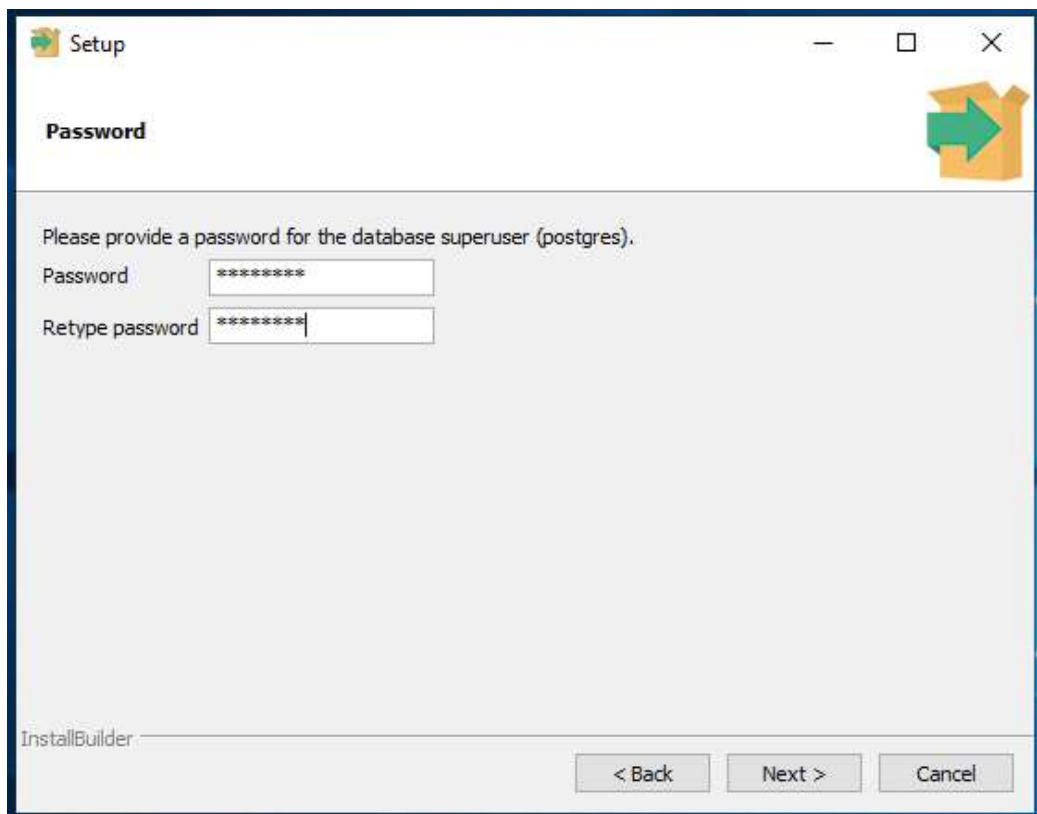 Setup
Password
Please provide a password for the database superuser (postgres).
Password ********
Retype password ********
InstallBuilder
< Back Next > Cancel